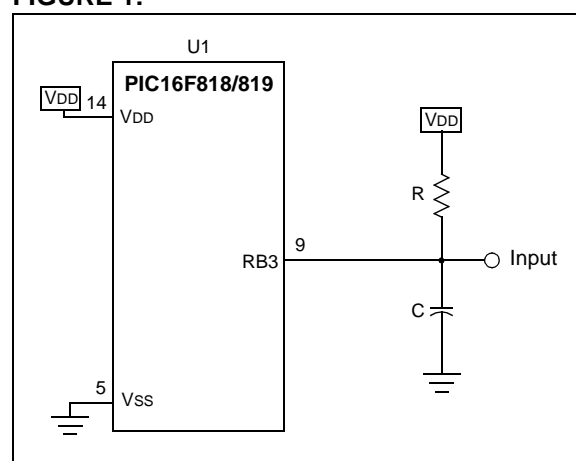 FIGURE 1:
U1
PIC16F818/819
VDD
14
VDD
VDD
R
RB3
9
Input
C
5
VSS